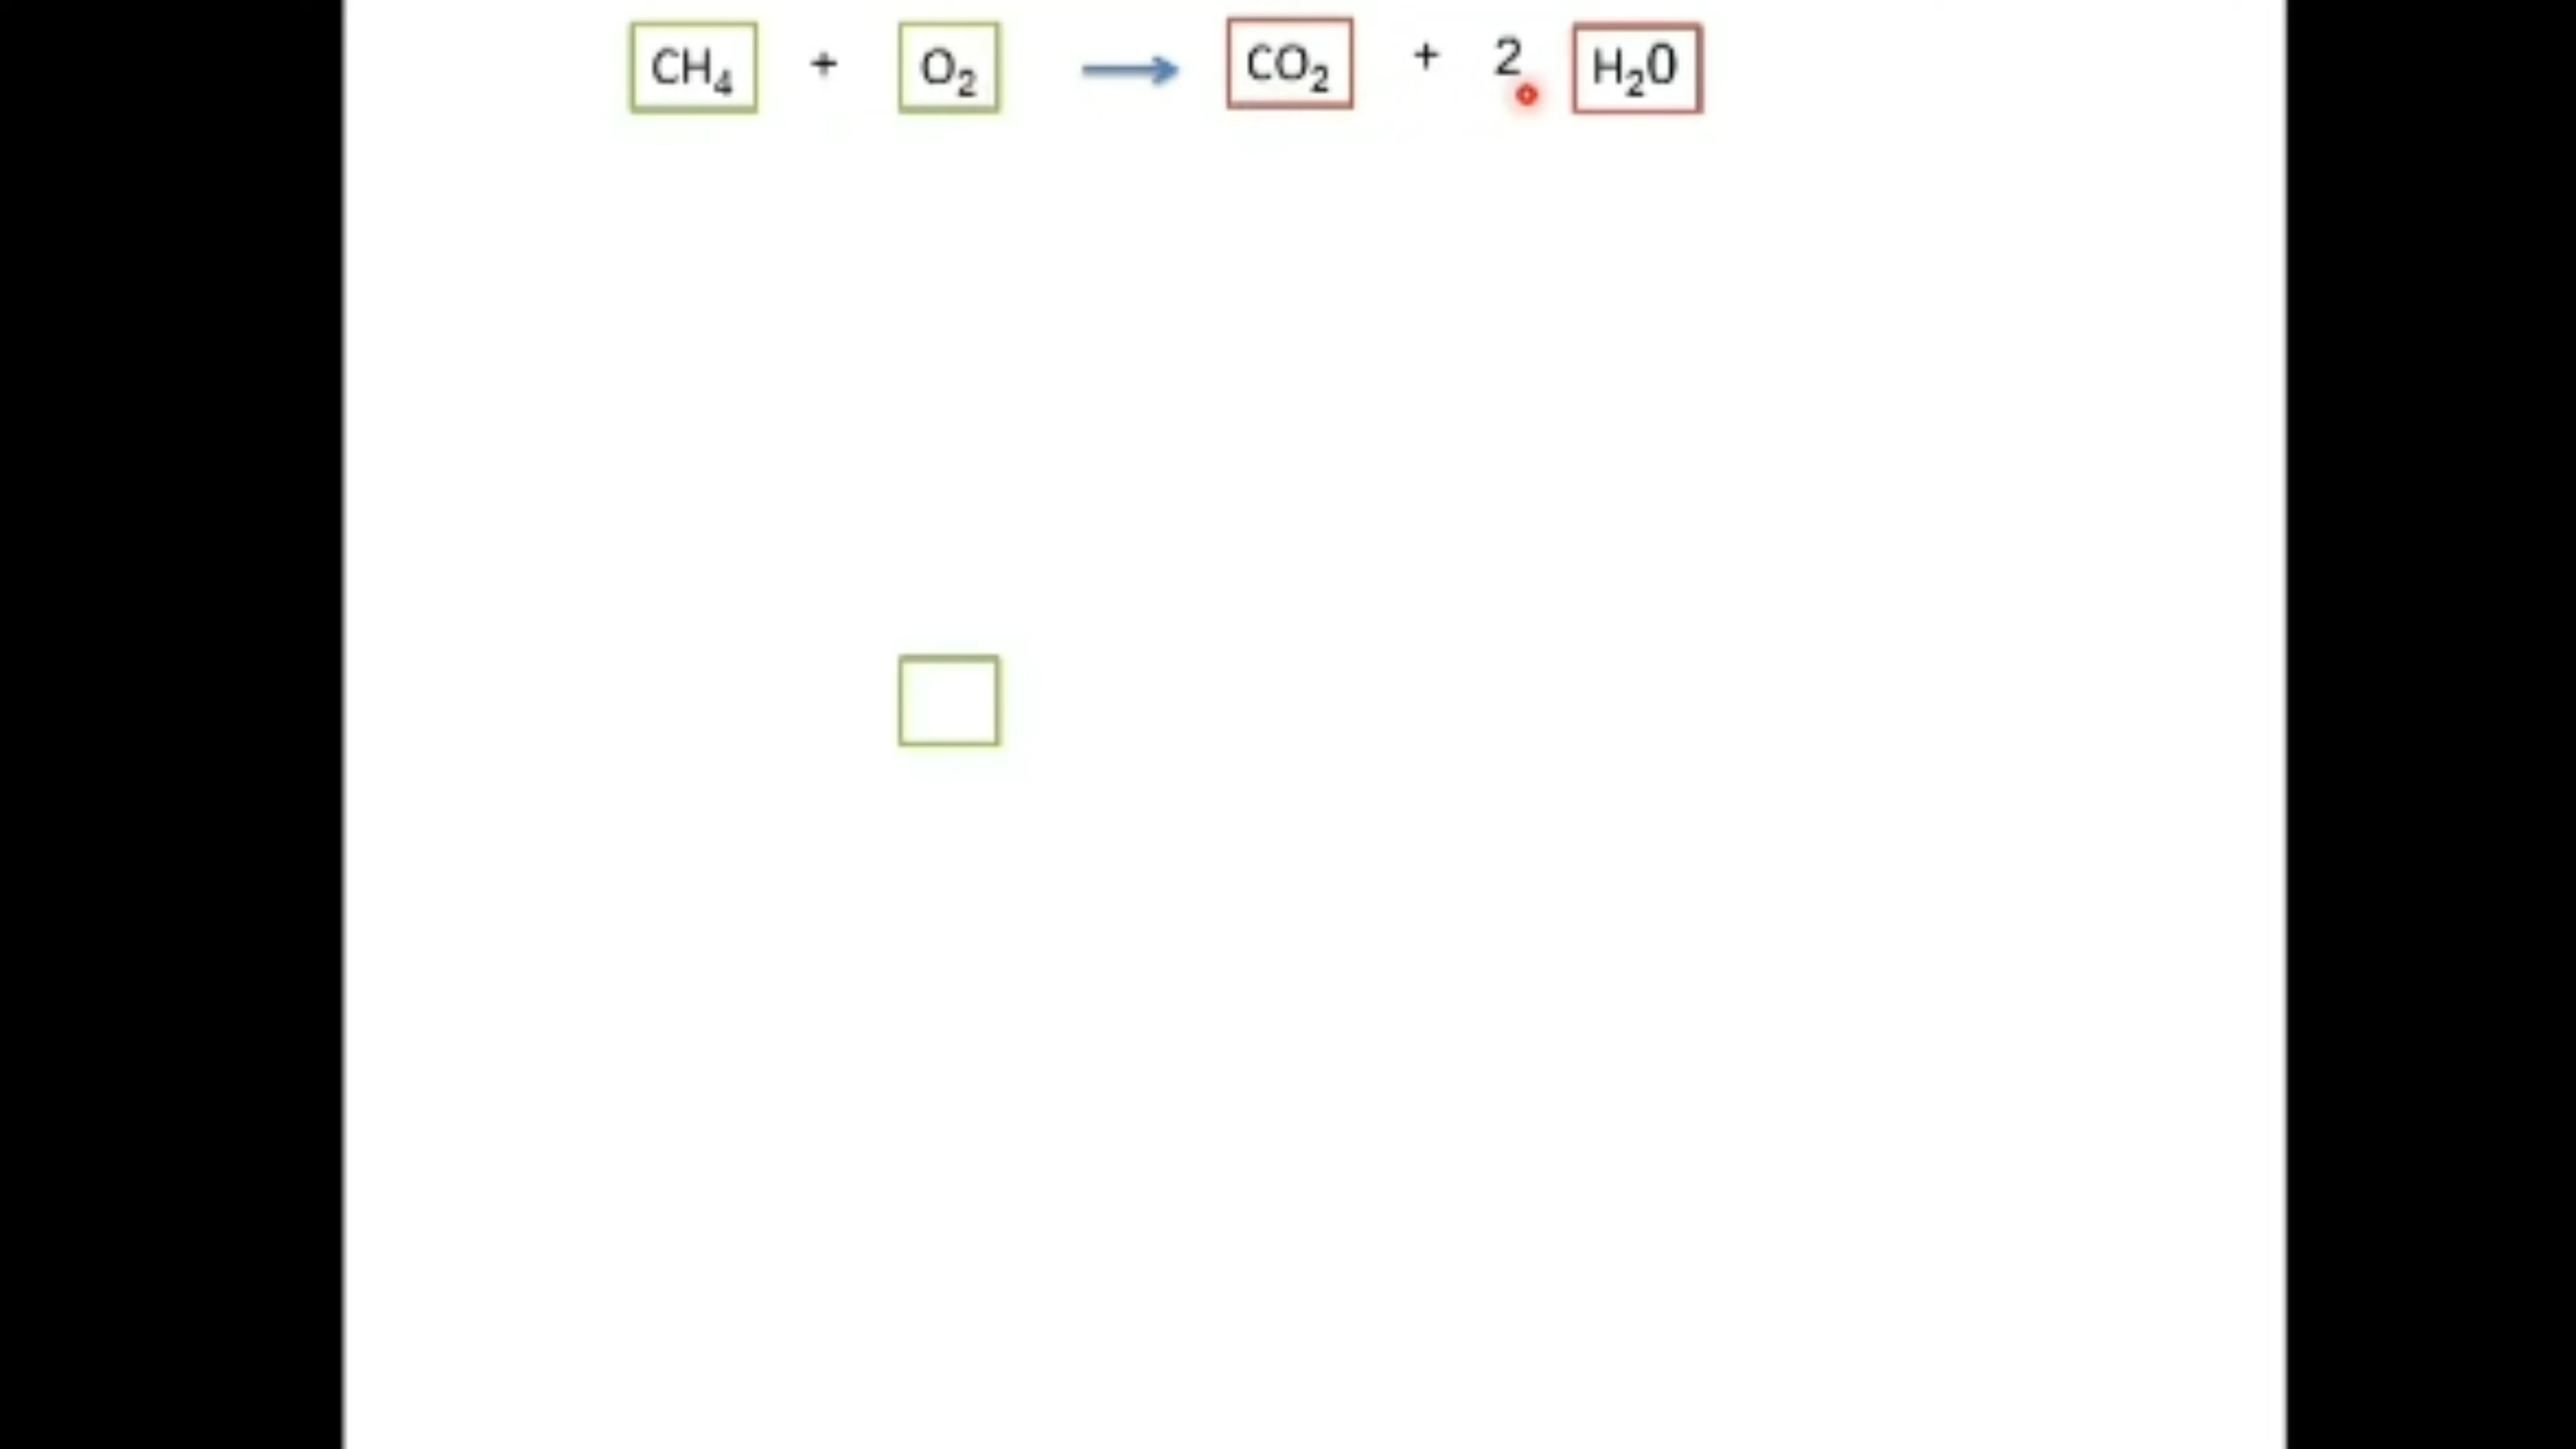 CH₄ + O₂ → CO₂ + 2 H₂0